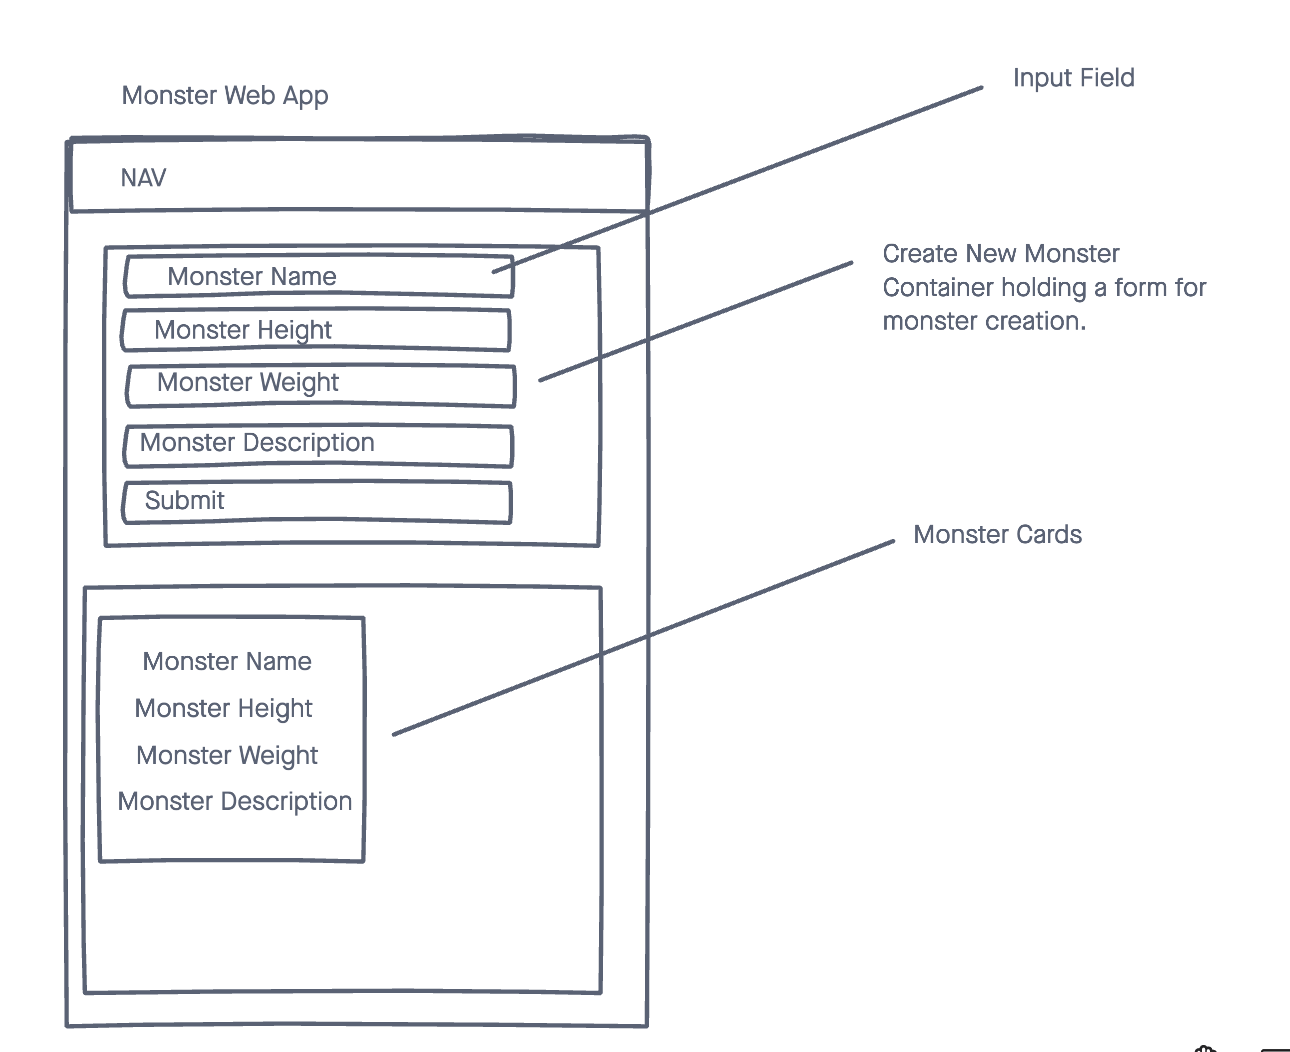 Monster Web App
Input Field
NAV
Create New Monster
Container holding a form for
monster creation.
Monster Name
Monster Height
Monster Weight
Monster Description
Submit
Monster Cards
Monster Name
Monster Height
Monster Weight
Monster Description